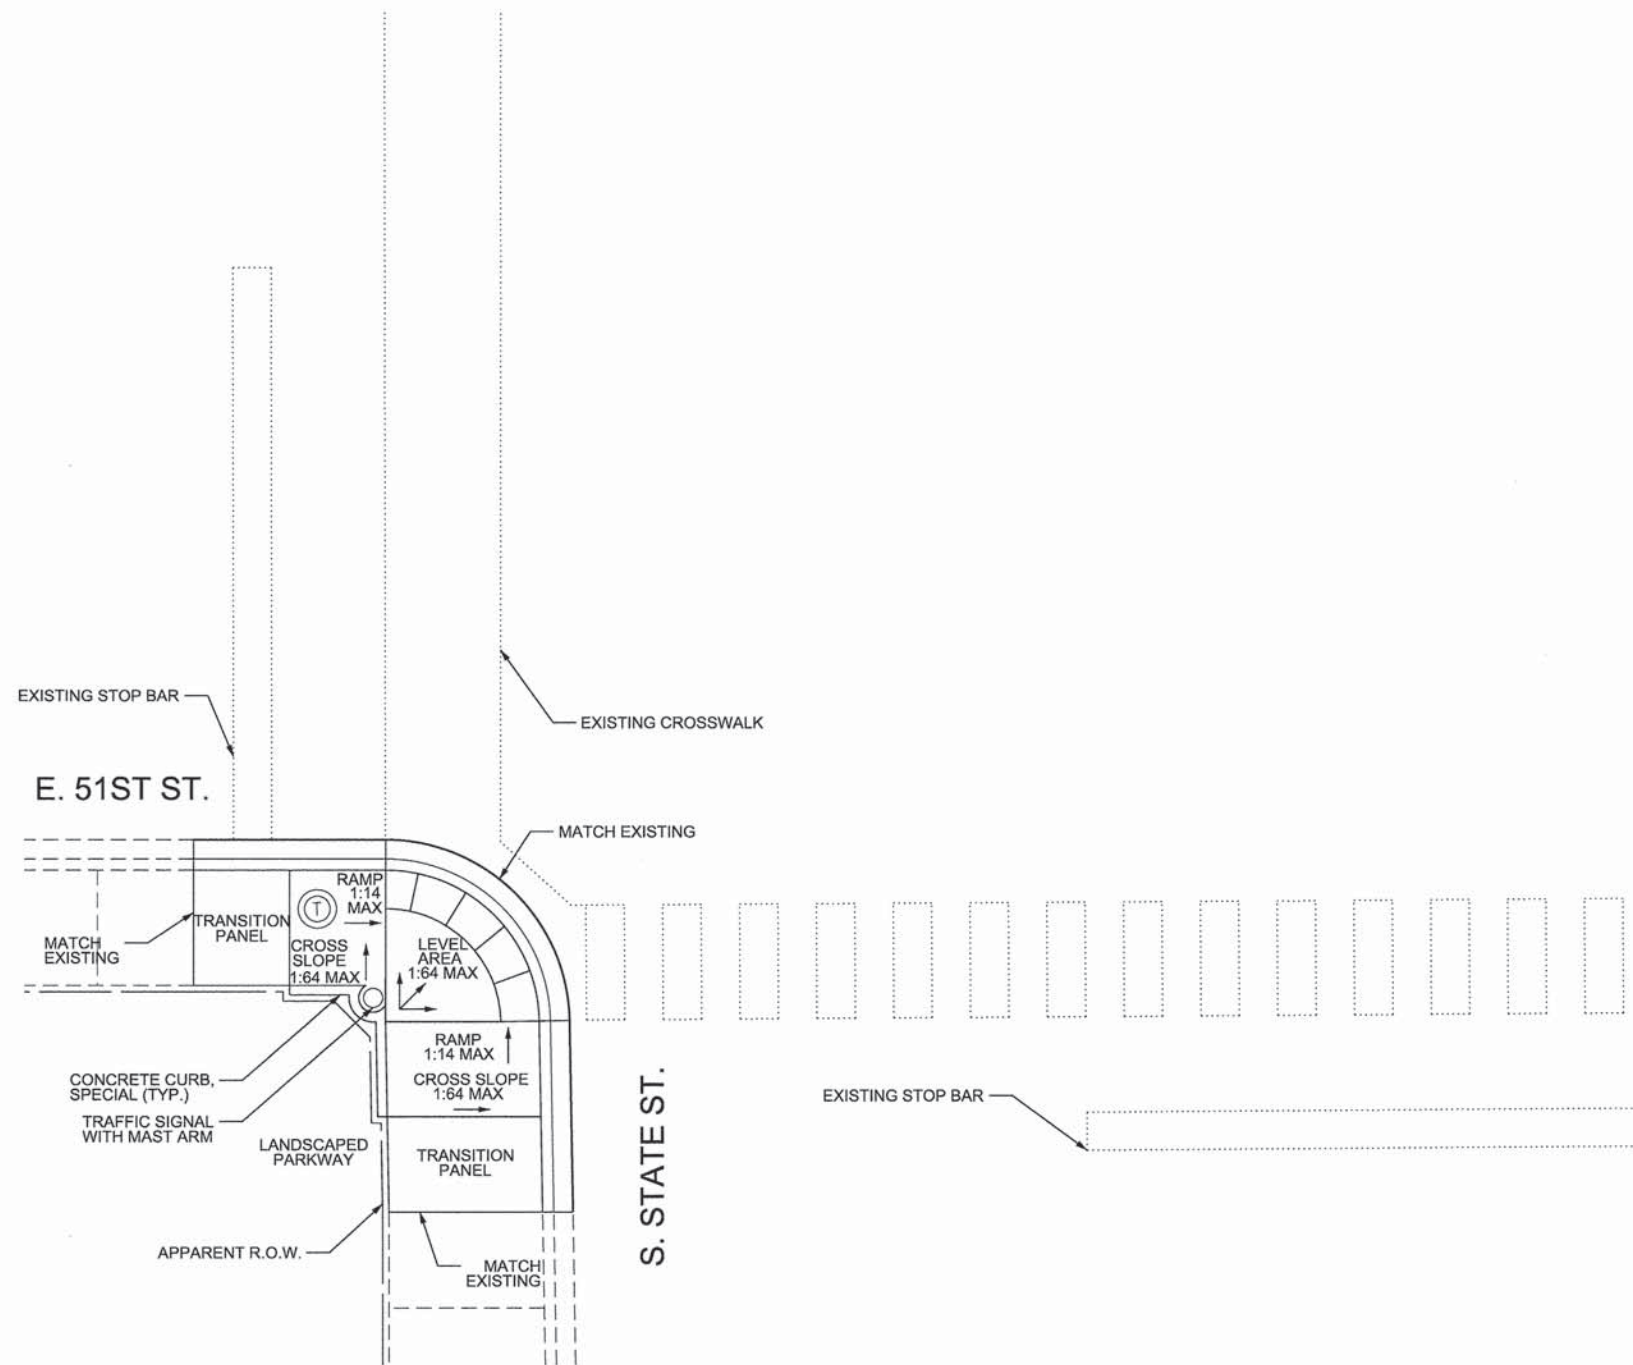 EXISTING STOP BAR
EXISTING CROSSWALK
E. 51ST ST.
MATCH EXISTING
RAMP
1:14
MAX
T
TRANSITION
PANEL
MATCH
EXISTING
CROSS
SLOPE
1:64 MAX
LEVEL
AREA
1:64 MAX
RAMP
1:14 MAX
CROSS SLOPE
1:64 MAX
CONCRETE CURB,
SPECIAL (TYP.)
TRAFFIC SIGNAL
WITH MAST ARM
LANDSCAPED
PARKWAY
TRANSITION
PANEL
S. STATE ST.
EXISTING STOP BAR
APPARENT R.O.W.
MATCH
EXISTING